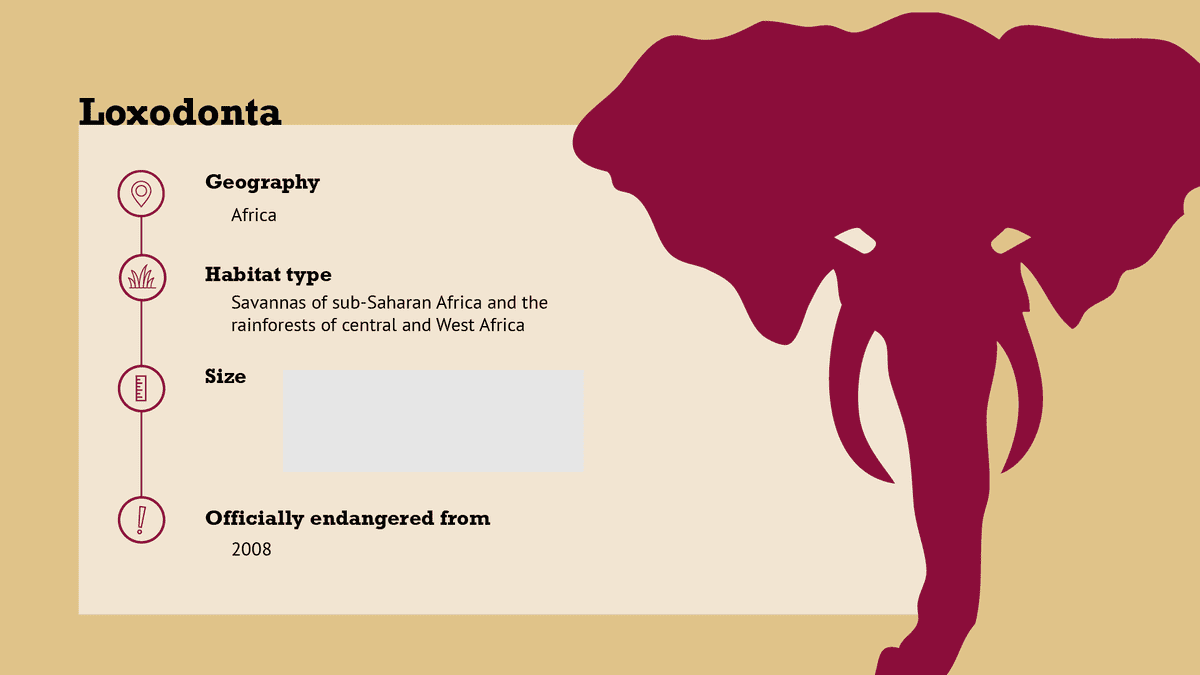 Loxodonta
Geography
Africa
Habitat type
Savannas of sub-Saharan Africa and the
rainforests of central and West Africa
Size
Officially endangered from
2008